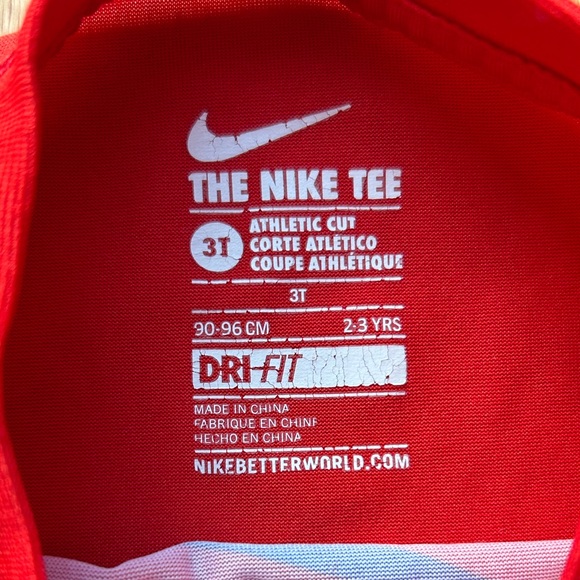 THE NIKE TEE
3T
ATHLETIC CUT
CORTE ATLÉTICO
COUPE ATHLÉTIQUE
3T
90-96 CM 2-3 YRS
DRI-FIT
MADE IN CHINA
FABRIQUE EN CHINE
HECHO EN CHINA
NIKEBETTERWORLD.COM